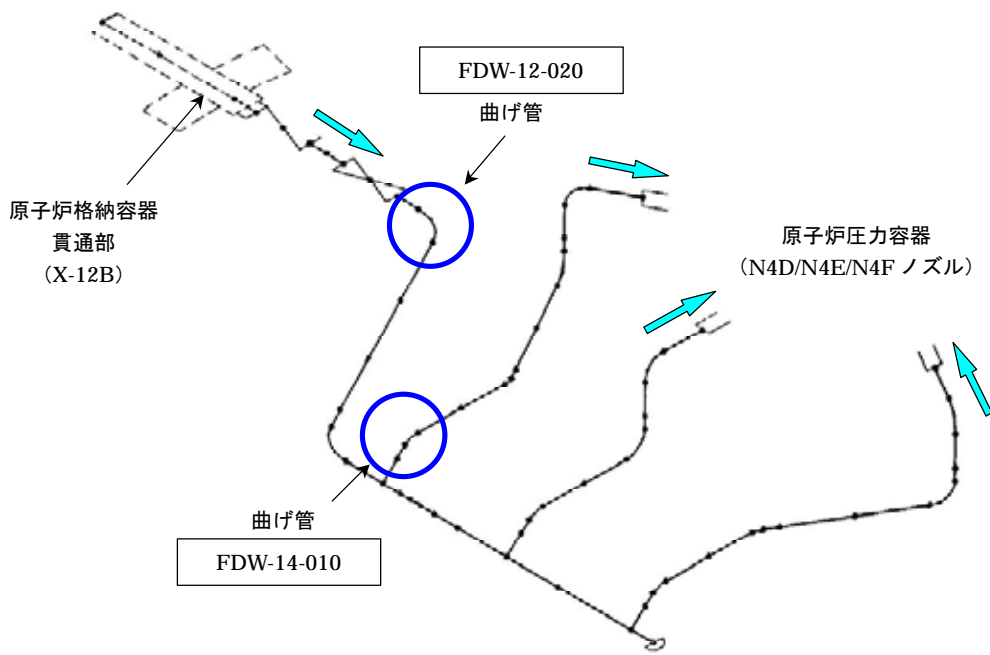 FDW-12-020
曲げ管
原子炉格納容器
貫通部
（X-12B）
原子炉圧力容器
（N4D/N4E/N4F ノズル）
曲げ管
FDW-14-010